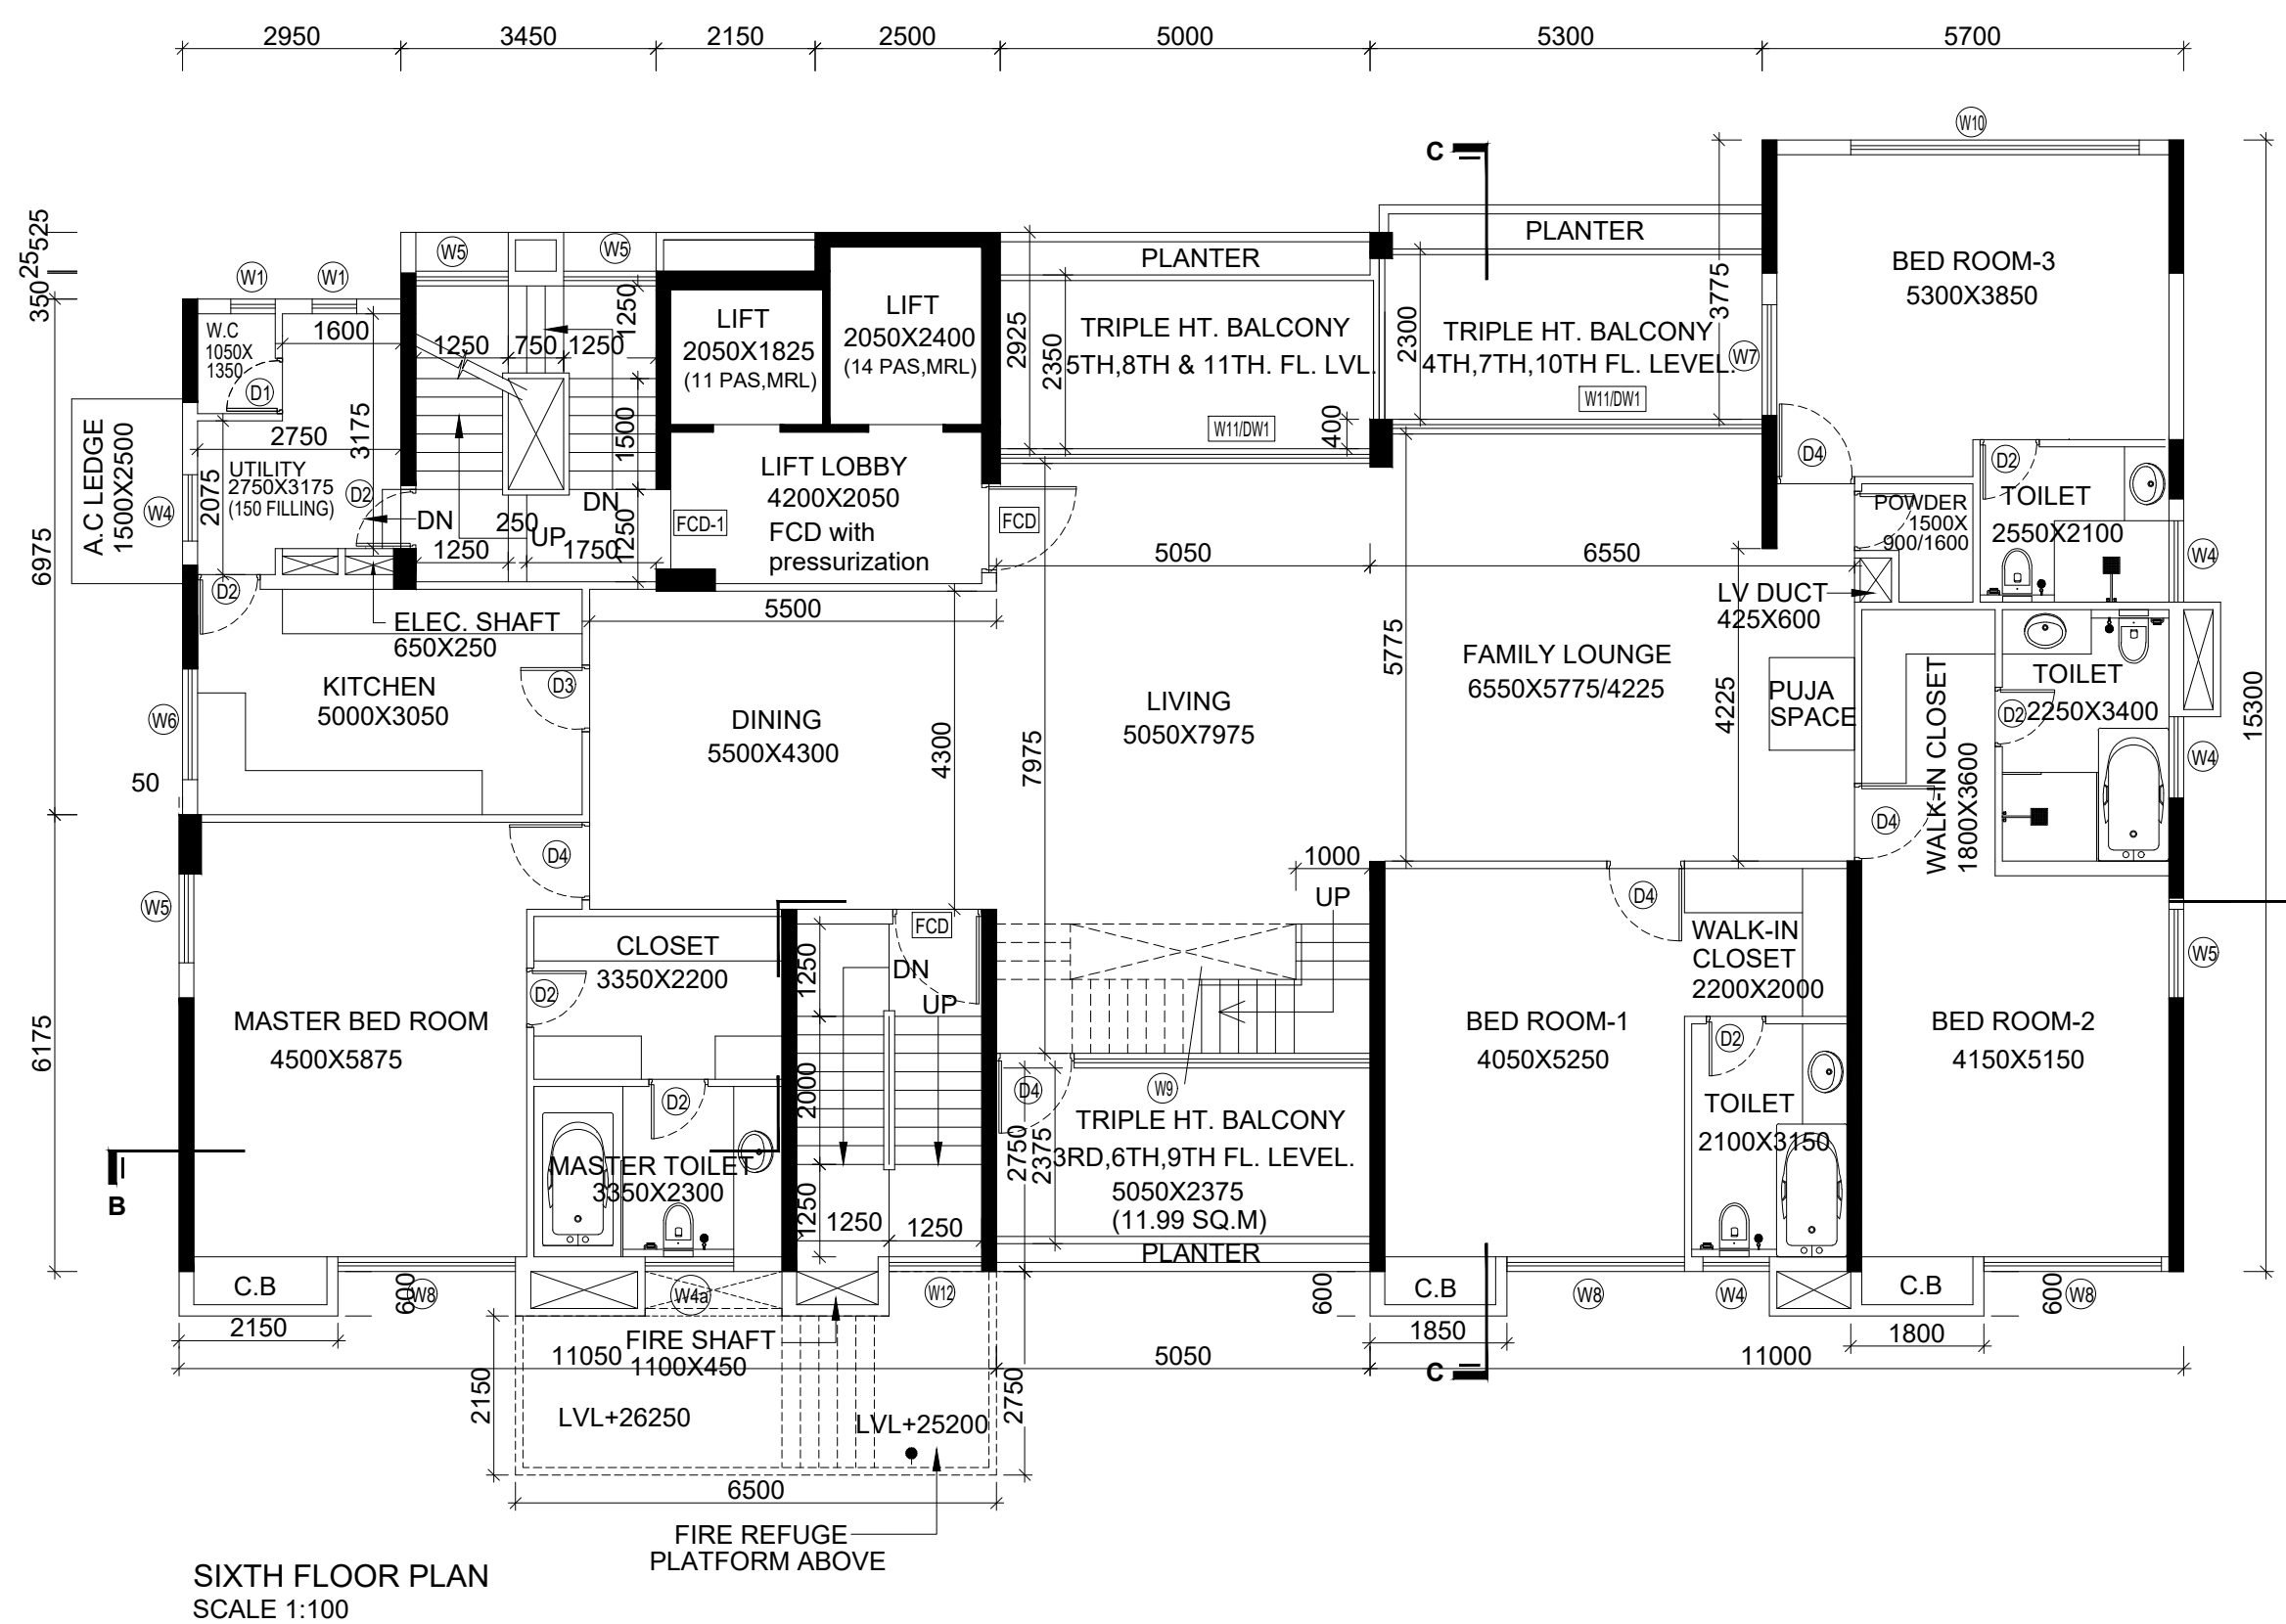 2950
3450
2150
2500
5000
5300
5700
W10
C
525
25
350
6975
6175
W5
W5
W1
W1
W.C
1050X
1350
D1
1600
1250
750
1250
1250
1500
1250
LIFT
2050X1825
(11 PAS,MRL)
LIFT
2050X2400
(14 PAS,MRL)
PLANTER
2925
2350
TRIPLE HT. BALCONY
5TH,8TH & 11TH. FL. LVL.
W11/DW1
400
PLANTER
2300
3775
TRIPLE HT. BALCONY
4TH,7TH,10TH FL. LEVEL.
W11/DW1
W7
BED ROOM-3
5300X3850
15300
A.C LEDGE
1500X2500
W4
2075
2750
3175
UTILITY
2750X3175
(150 FILLING)
D2
DN
250
UP
DN
1250
1750
LIFT LOBBY
4200X2050
FCD with
pressurization
FCD-1
FCD
5050
6550
D4
D2
POWDER
1500X
900/1600
TOILET
2550X2100
W4
LV DUCT
425X600
D2
ELEC. SHAFT
650X250
5500
KITCHEN
5000X3050
D3
W6
50
DINING
5500X4300
4300
LIVING
5050X7975
7975
5775
FAMILY LOUNGE
6550X5775/4225
4225
PUJA
SPACE
WALK-IN CLOSET
1800X3600
TOILET
2250X3400
D2
W4
D4
D4
W5
1000
UP
D4
FCD
CLOSET
3350X2200
D2
1250
DN
UP
WALK-IN
CLOSET
2200X2000
W5
MASTER BED ROOM
4500X5875
BED ROOM-1
4050X5250
BED ROOM-2
4150X5150
D2
D2
2000
D4
W9
TRIPLE HT. BALCONY
3RD,6TH,9TH FL. LEVEL.
5050X2375
(11.99 SQ.M)
2750
2375
TOILET
2100X3150
MASTER TOILET
3350X2300
B
1250
1250
1250
PLANTER
C.B
600
W8
W4a
W12
600
C.B
W8
W4
C.B
600
W8
2150
FIRE SHAFT
1100X450
1850
1800
11050
5050
11000
C
2150
LVL+26250
LVL+25200
2750
6500
FIRE REFUGE
PLATFORM ABOVE
SIXTH FLOOR PLAN
SCALE 1:100